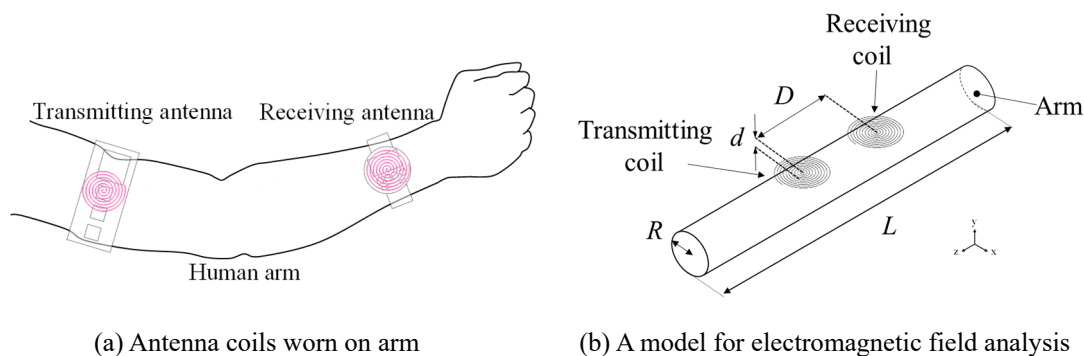 Transmitting antenna
Receiving antenna
Human arm
(a) Antenna coils worn on arm
Receiving
coil
D
Arm
Transmitting
coil
d
R
L
y
z
x
(b) A model for electromagnetic field analysis